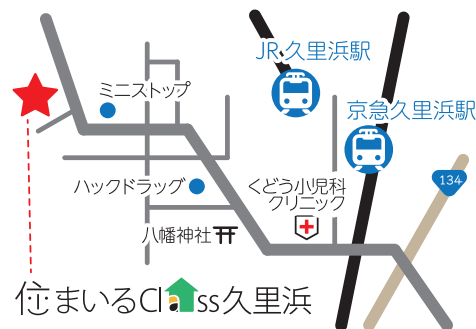 JR 久里浜駅
ミニストップ
京急久里浜駅
134
ハックドラッグ
くどう小児科
クリニック
八幡神社
住まいるClass久里浜